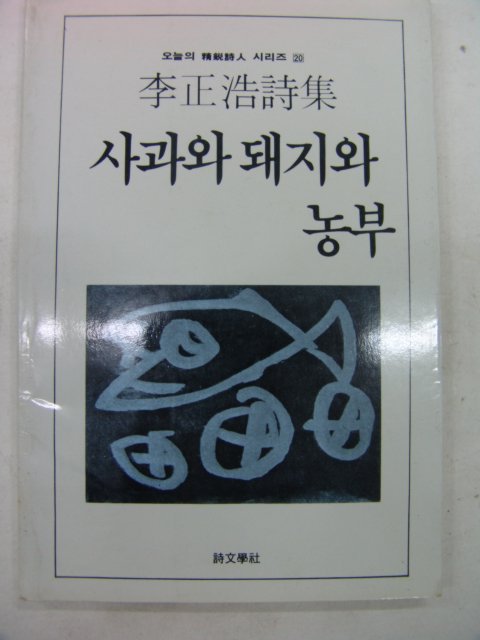 오늘의 精銳詩人 시리즈 20
李正浩詩集
사과와 돼지와
농부
詩文學社